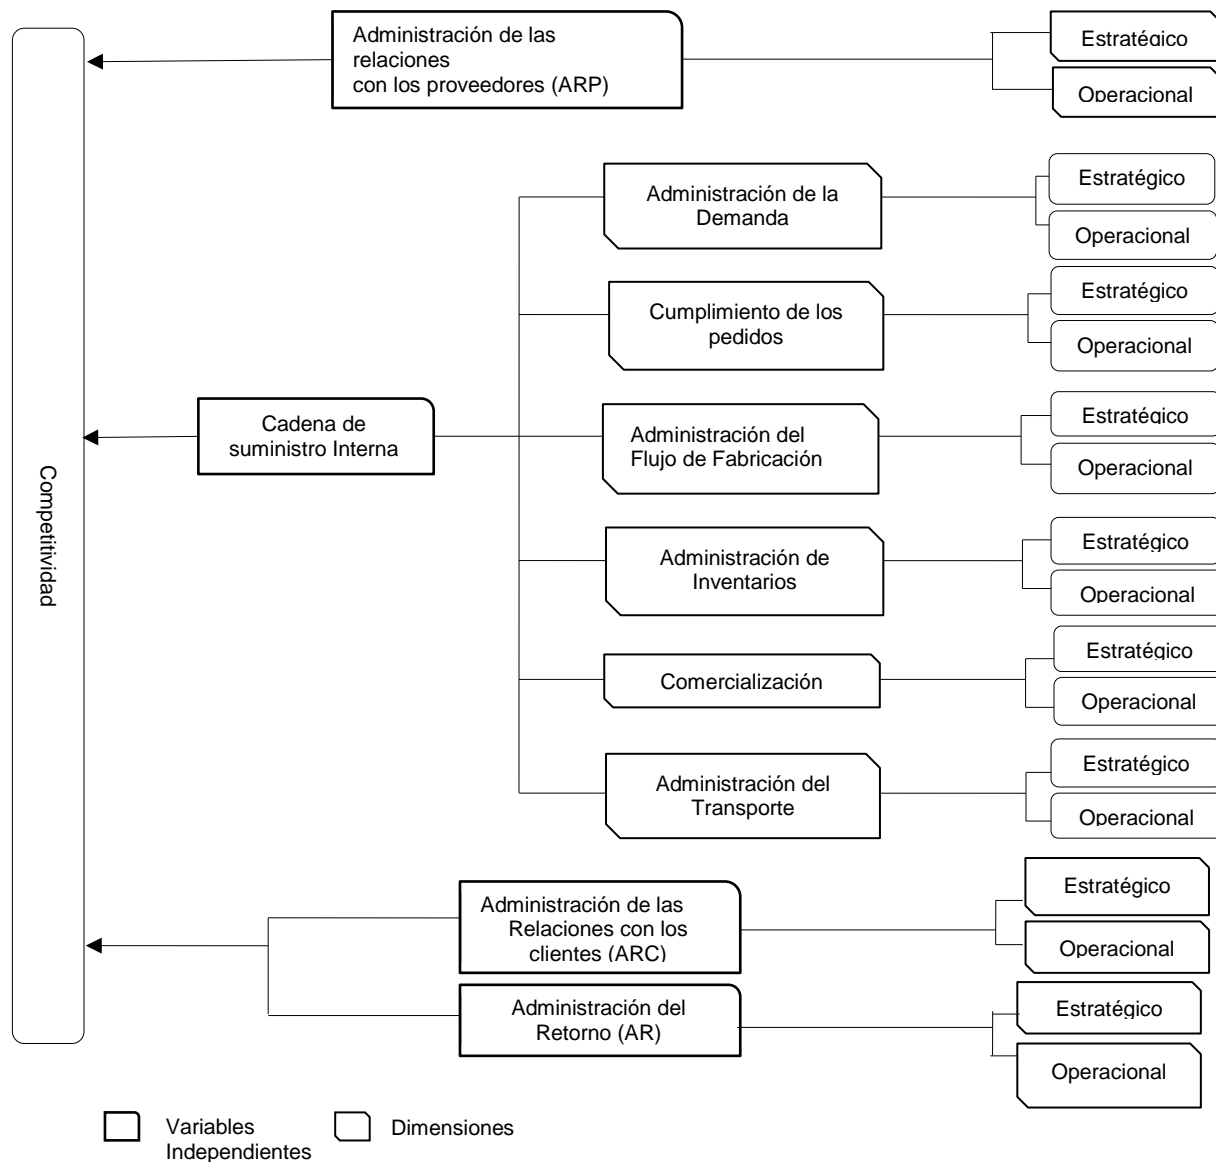 Administración de las
relaciones
con los proveedores (ARP)
Estratégico
Operacional
Administración de la
Demanda
Estratégico
Operacional
Cumplimiento de los
pedidos
Estratégico
Operacional
Cadena de
suministro Interna
Administración del
Flujo de Fabricación
Estratégico
Operacional
Competitividad
Administración de
Inventarios
Estratégico
Operacional
Comercialización
Estratégico
Operacional
Administración del
Transporte
Estratégico
Operacional
Administración de las
Relaciones con los
clientes (ARC)
Estratégico
Operacional
Administración del
Retorno (AR)
Estratégico
Operacional
Variables
Independientes
Dimensiones